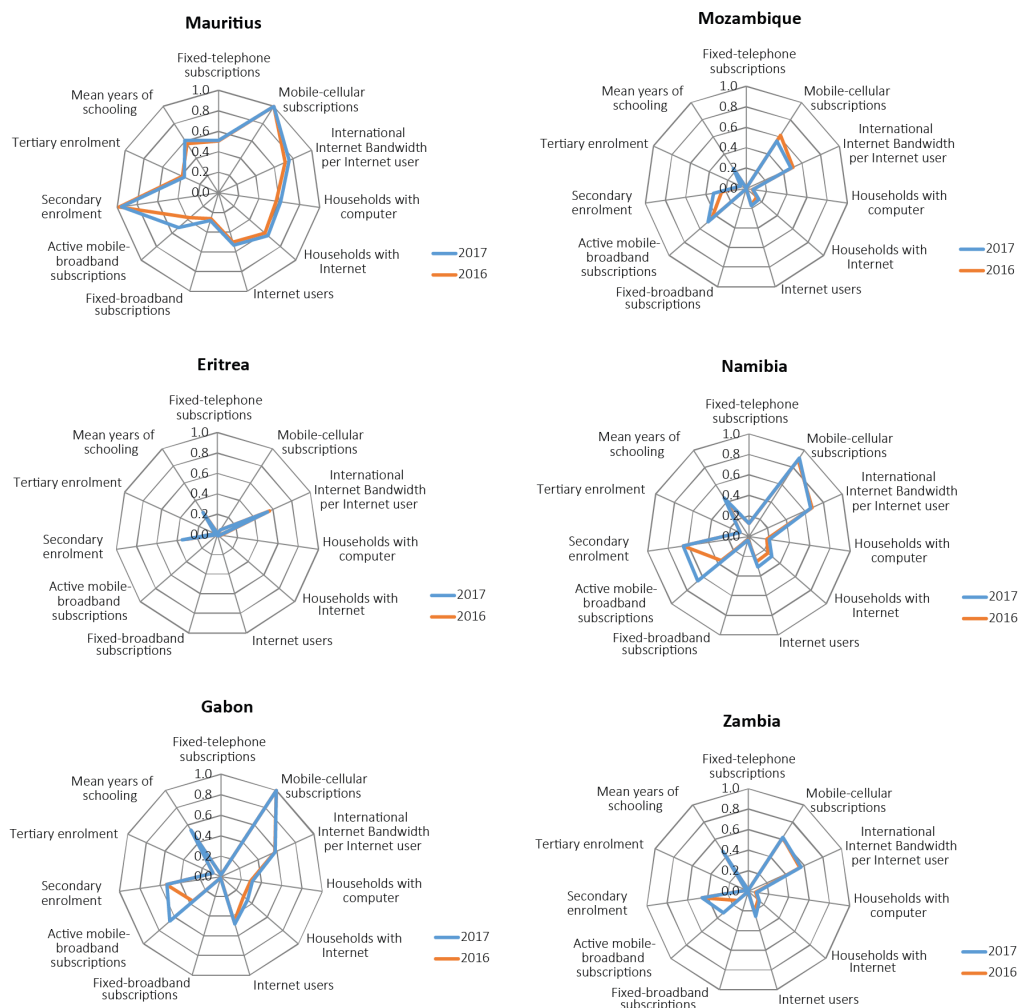 Mauritius
Fixed-telephone
subscriptions
1.0
0.8
0.6
0.4
0.2
0.0
Mobile-cellular
subscriptions
International
Internet Bandwidth
per Internet user
Households with
computer
Households with
Internet
Internet users
Fixed-broadband
subscriptions
Active mobile-
broadband
subscriptions
Secondary
enrolment
Tertiary enrolment
Mean years of
schooling
2017
2016
Mozambique
Fixed-telephone
subscriptions
1.0
0.8
0.6
0.4
0.2
0.0
Mobile-cellular
subscriptions
International
Internet Bandwidth
per Internet user
Households with
computer
Households with
Internet
Internet users
Fixed-broadband
subscriptions
Active mobile-
broadband
subscriptions
Secondary
enrolment
Tertiary enrolment
Mean years of
schooling
2017
2016
Eritrea
Fixed-telephone
subscriptions
1.0
0.8
0.6
0.4
0.2
0.0
Mobile-cellular
subscriptions
International
Internet Bandwidth
per Internet user
Households with
computer
Households with
Internet
Internet users
Fixed-broadband
subscriptions
Active mobile-
broadband
subscriptions
Secondary
enrolment
Tertiary enrolment
Mean years of
schooling
2017
2016
Namibia
Fixed-telephone
subscriptions
1.0
0.8
0.6
0.4
0.2
0.0
Mobile-cellular
subscriptions
International
Internet Bandwidth
per Internet user
Households with
computer
Households with
Internet
Internet users
Fixed-broadband
subscriptions
Active mobile-
broadband
subscriptions
Secondary
enrolment
Tertiary enrolment
Mean years of
schooling
2017
2016
Gabon
Fixed-telephone
subscriptions
1.0
0.8
0.6
0.4
0.2
0.0
Mobile-cellular
subscriptions
International
Internet Bandwidth
per Internet user
Households with
computer
Households with
Internet
Internet users
Fixed-broadband
subscriptions
Active mobile-
broadband
subscriptions
Secondary
enrolment
Tertiary enrolment
Mean years of
schooling
2017
2016
Zambia
Fixed-telephone
subscriptions
1.0
0.8
0.6
0.4
0.2
0.0
Mobile-cellular
subscriptions
International
Internet Bandwidth
per Internet user
Households with
computer
Households with
Internet
Internet users
Fixed-broadband
subscriptions
Active mobile-
broadband
subscriptions
Secondary
enrolment
Tertiary enrolment
Mean years of
schooling
2017
2016